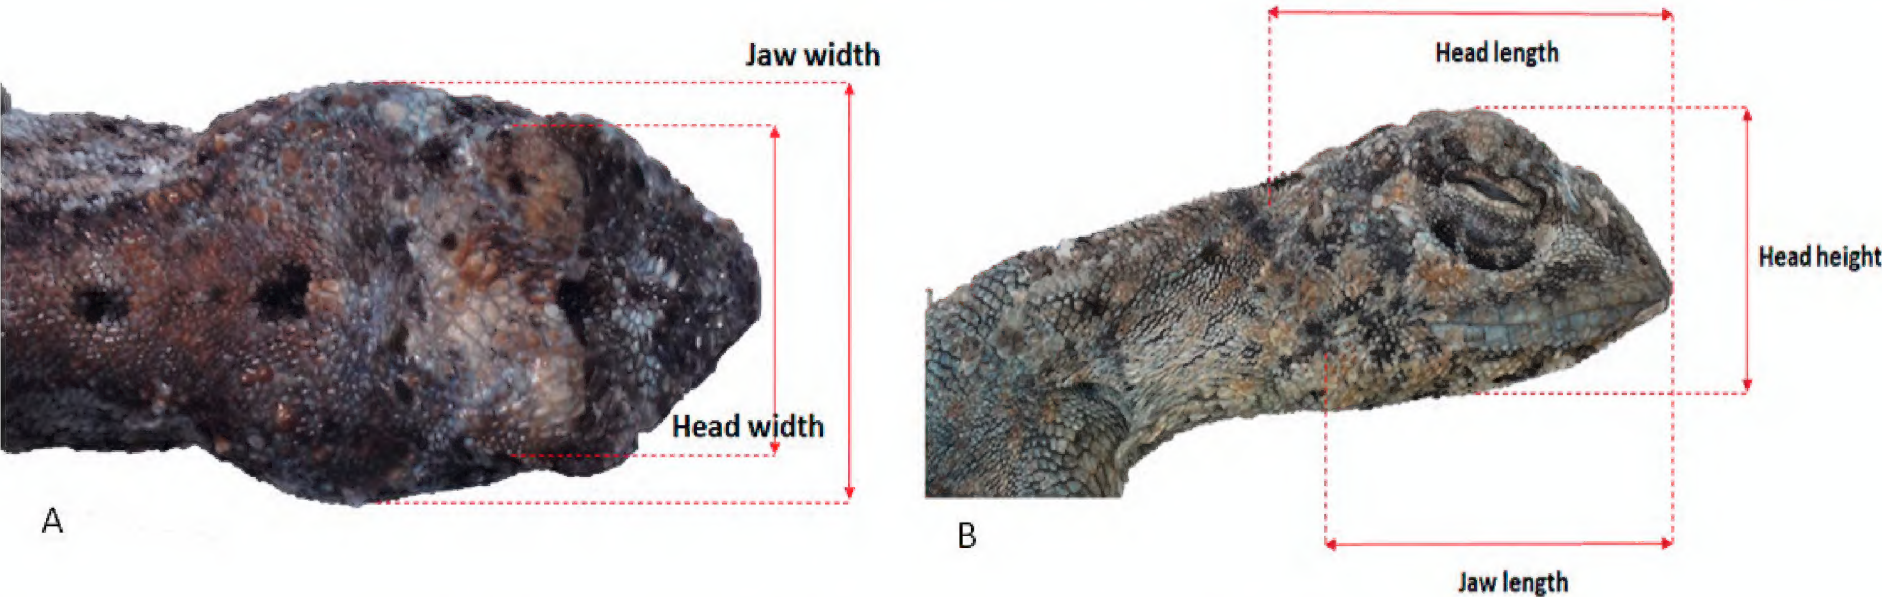 Jaw width
Head width
A
Head length
Head height
B
Jaw length